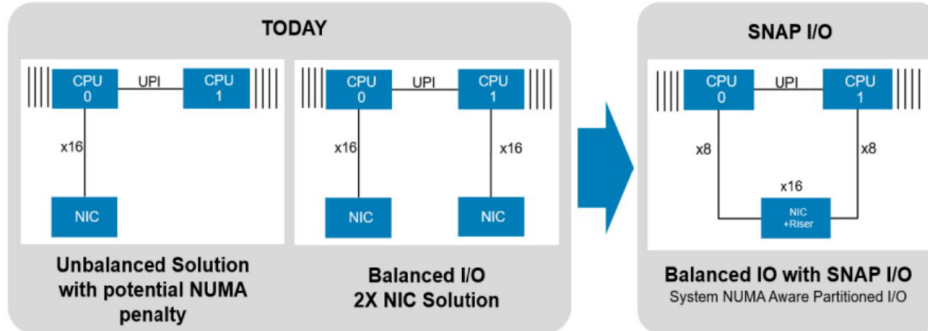 TODAY
CPU
0
UPI
CPU
1
x16
NIC
Unbalanced Solution
with potential NUMA
penalty
CPU
0
UPI
CPU
1
x16
x16
NIC
NIC
Balanced I/O
2X NIC Solution
SNAP I/O
CPU
0
UPI
CPU
1
x8
x8
x16
NIC
+Riser
Balanced IO with SNAP I/O
System NUMA Aware Partitioned I/O